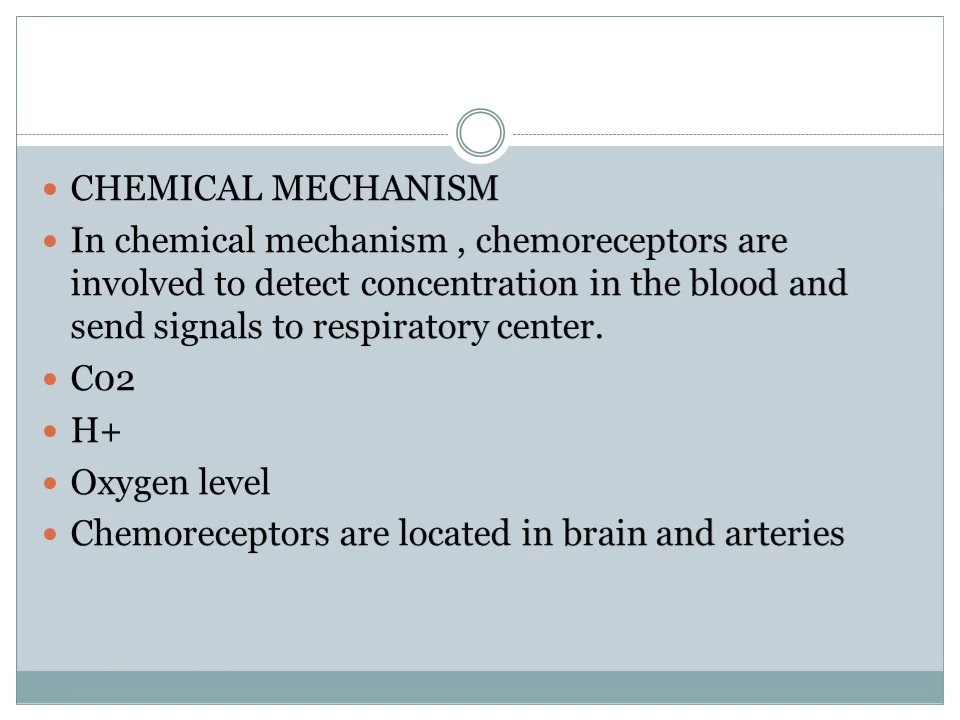 CHEMICAL MECHANISM
In chemical mechanism , chemoreceptors are
involved to detect concentration in the blood and
send signals to respiratory center.
C02
H+
Oxygen level
Chemoreceptors are located in brain and arteries